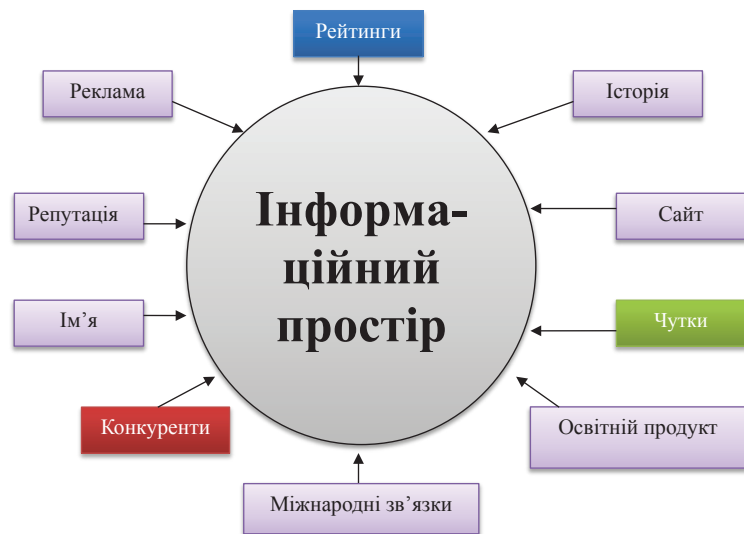 Рейтинги
Реклама
Історія
Репутація
Інформа-
ційний
простір
Сайт
Ім’я
Чутки
Конкуренти
Освітній продукт
Міжнародні зв’язки